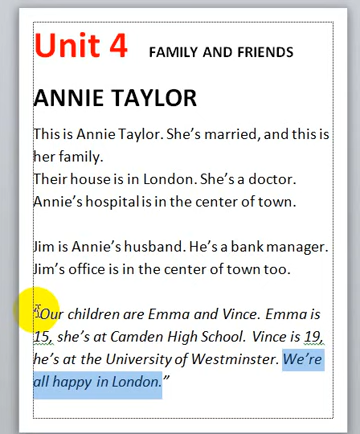 Unit 4 FAMILY AND FRIENDS
ANNIE TAYLOR
This is Annie Taylor. She's married, and this is
her family.
Their house is in London. She's a doctor.
Annie's hospital is in the center of town.
Jim is Annie's husband. He's a bank manager.
Jim's office is in the center of town too.
“Our children are Emma and Vince. Emma is
15, she's at Camden High School. Vince is 19,
he's at the University of Westminster. We're
all happy in London.”